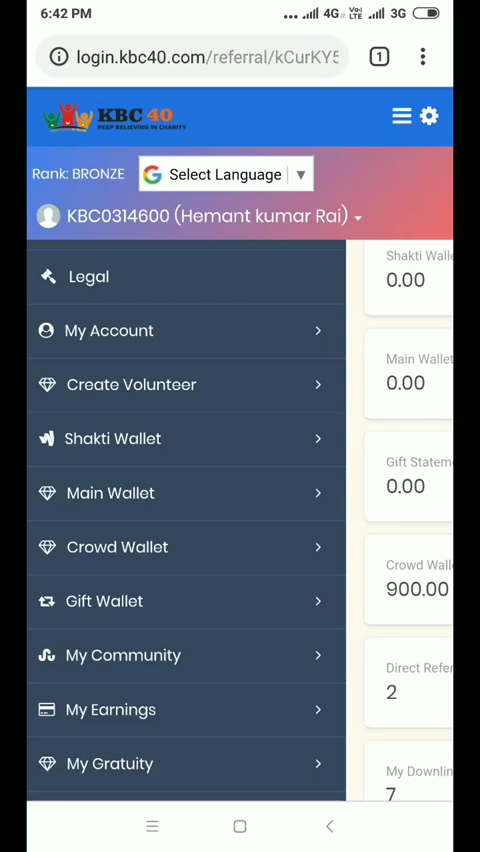 6:42 PM
4G
Vo)
LTE
3G
login.kbc40.com/referral/kCurKY5
1
KBC 40
KEEP BELIEVING IN CHARITY
Rank: BRONZE
G Select Language ▼
KBC0314600 (Hemant kumar Rai)
Legal
My Account
Create Volunteer
Shakti Wallet
Main Wallet
Crowd Wallet
Gift Wallet
My Community
My Earnings
My Gratuity
Shakti Walle
0.00
Main Wallet
0.00
Gift Statem
0.00
Crowd Wall
900.00
Direct Refer
2
My Downlin
7